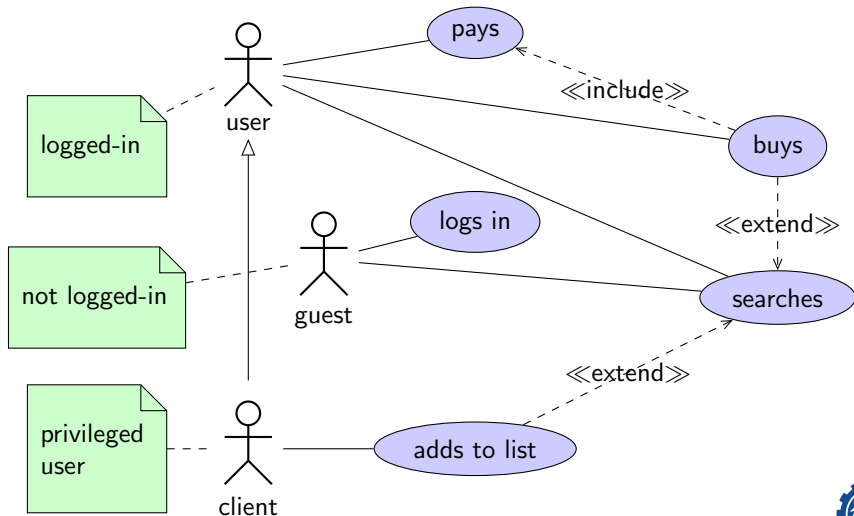 pays
≪include≫
user
logged-in
buys
logs in
≪extend≫
not logged-in
guest
searches
≪extend≫
privileged
user
adds to list
client